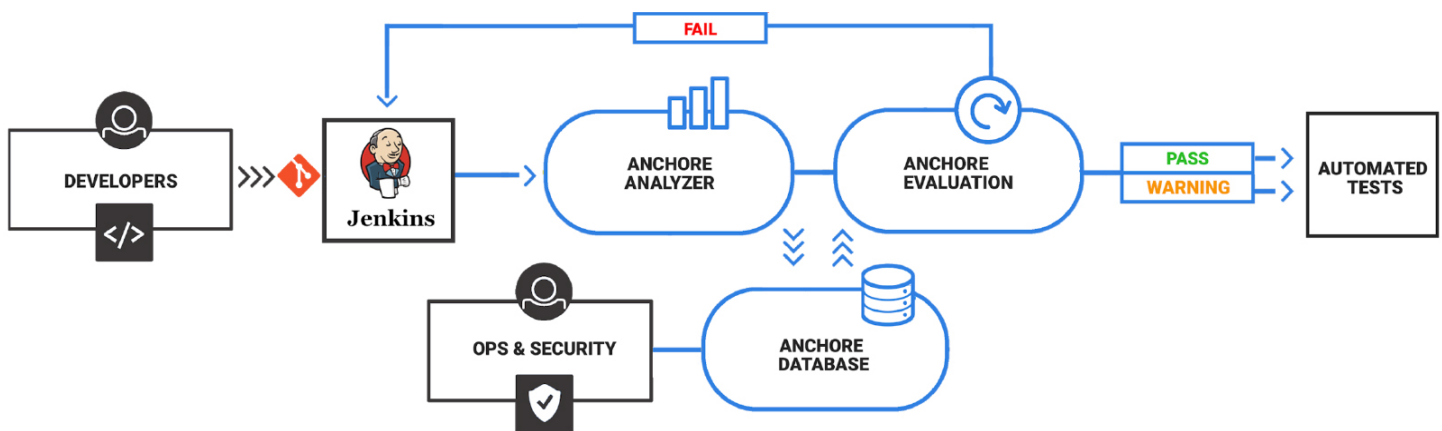 FAIL
DEVELOPERS
</>
Jenkins
ANCHORE
ANALYZER
ANCHORE
EVALUATION
PASS
WARNING
AUTOMATED
TESTS
OPS & SECURITY
ANCHORE
DATABASE